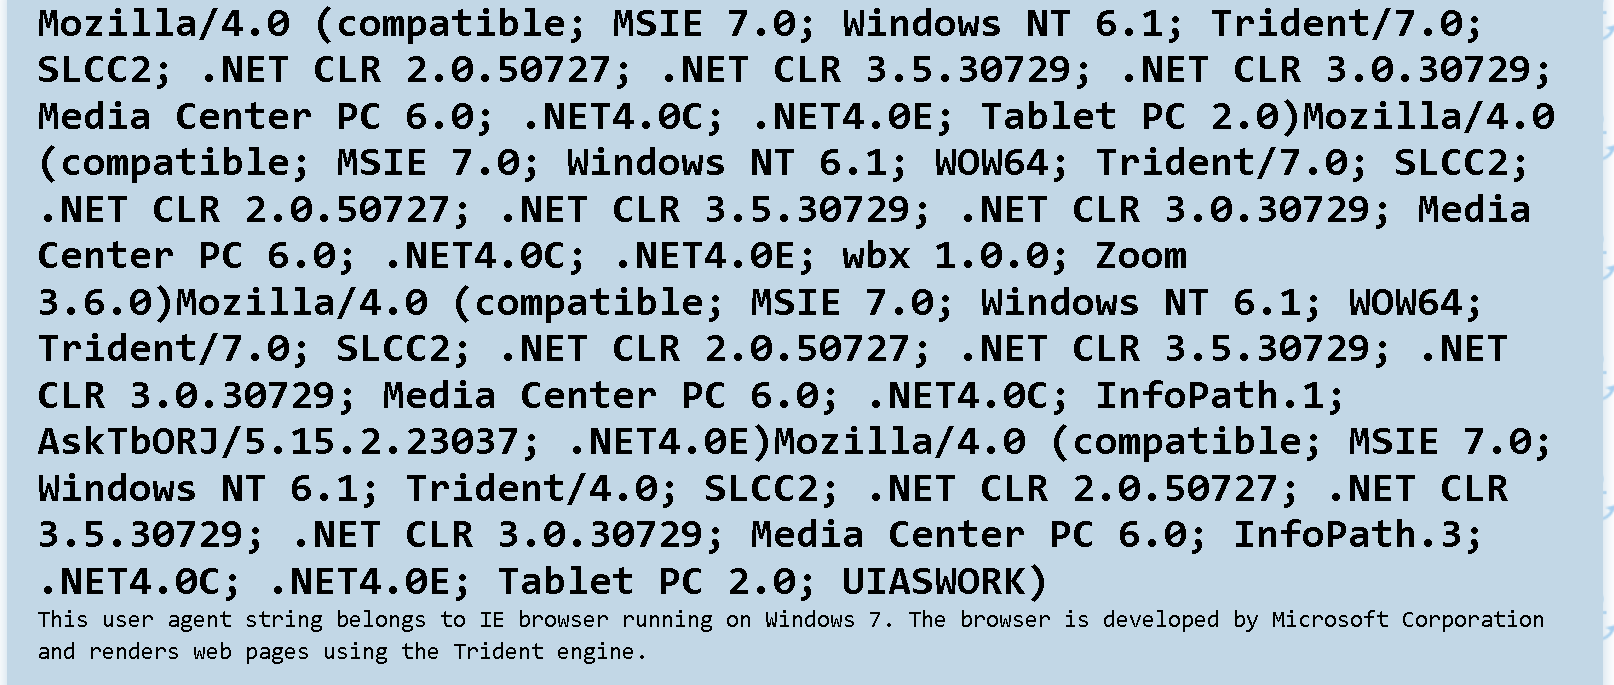 Mozilla/4.0 (compatible; MSIE 7.0; Windows NT 6.1; Trident/7.0;
SLCC2; .NET CLR 2.0.50727; .NET CLR 3.5.30729; .NET CLR 3.0.30729;
Media Center PC 6.0; .NET4.0C; .NET4.0E; Tablet PC 2.0)Mozilla/4.0
(compatible; MSIE 7.0; Windows NT 6.1; WOW64; Trident/7.0; SLCC2;
.NET CLR 2.0.50727; .NET CLR 3.5.30729; .NET CLR 3.0.30729; Media
Center PC 6.0; .NET4.0C; .NET4.0E; wbx 1.0.0; Zoom
3.6.0)Mozilla/4.0 (compatible; MSIE 7.0; Windows NT 6.1; WOW64;
Trident/7.0; SLCC2; .NET CLR 2.0.50727; .NET CLR 3.5.30729; .NET
CLR 3.0.30729; Media Center PC 6.0; .NET4.0C; InfoPath.1;
AskTbORJ/5.15.2.23037; .NET4.0E)Mozilla/4.0 (compatible; MSIE 7.0;
Windows NT 6.1; Trident/4.0; SLCC2; .NET CLR 2.0.50727; .NET CLR
3.5.30729; .NET CLR 3.0.30729; Media Center PC 6.0; InfoPath.3;
.NET4.0C; .NET4.0E; Tablet PC 2.0; UIASWORK)
This user agent string belongs to IE browser running on Windows 7. The browser is developed by Microsoft Corporation
and renders web pages using the Trident engine.